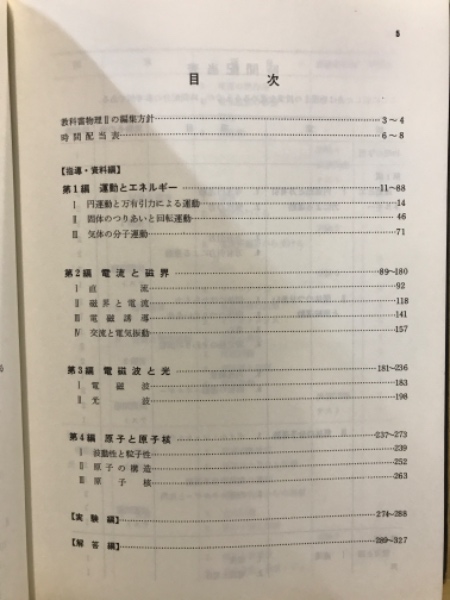 5
目次
教科書物理Ⅱの編集方針 3～4
時間配当表 6～8
【指導・資料編】
第1編 運動とエネルギー 11～88
Ⅰ 円運動と万有引力による運動 14
Ⅱ 固体のつりあいと回転運動 46
Ⅲ 気体の分子運動 71
第2編 電流と磁界 89～180
Ⅰ 直流 92
Ⅱ 磁界と電流 118
Ⅲ 電磁誘導 141
Ⅳ 交流と電気振動 157
第3編 電磁波と光 181～236
Ⅰ 電磁波 183
Ⅱ 光波 198
第4編 原子と原子核 237～273
Ⅰ 波動性と粒子性 239
Ⅱ 原子の構造 252
Ⅲ 原子核 263
【実験編】 274～288
【解答編】 289～327